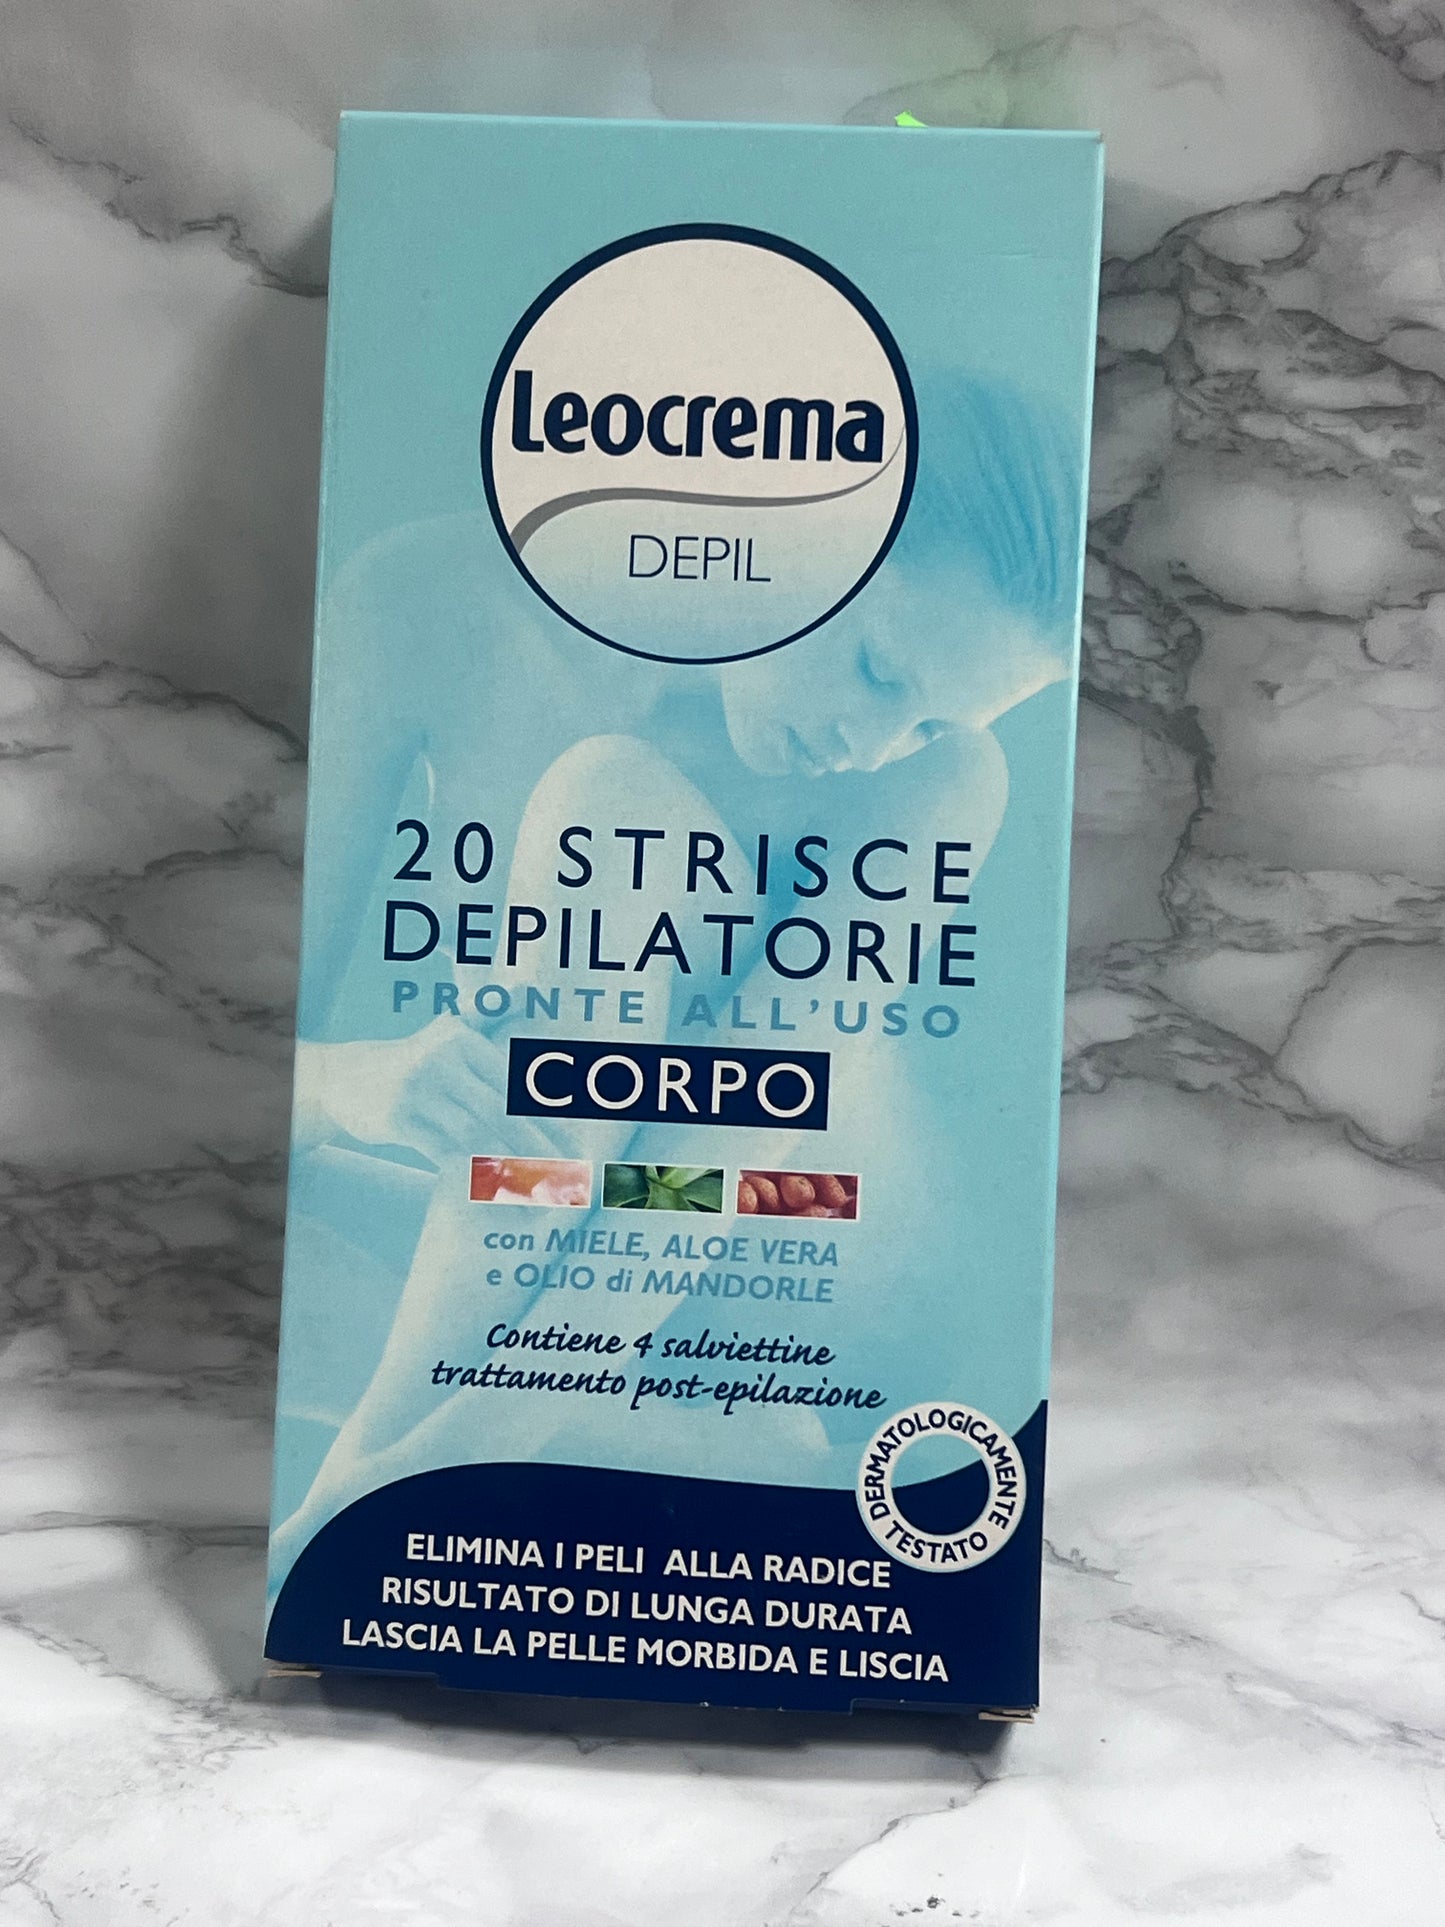 Leocrema
DEPIL
20 STRISCE
DEPILATORIE
PRONTE ALL'USO
CORPO
con MIELE, ALOE VERA
e OLIO di MANDORLE
Contiene 4 salviettine
trattamento post-epilazione
DERMATOLOGICAMENTE
TESTATO
ELIMINA I PELI ALLA RADICE
RISULTATO DI LUNGA DURATA
LASCIA LA PELLE MORBIDA E LISCIA